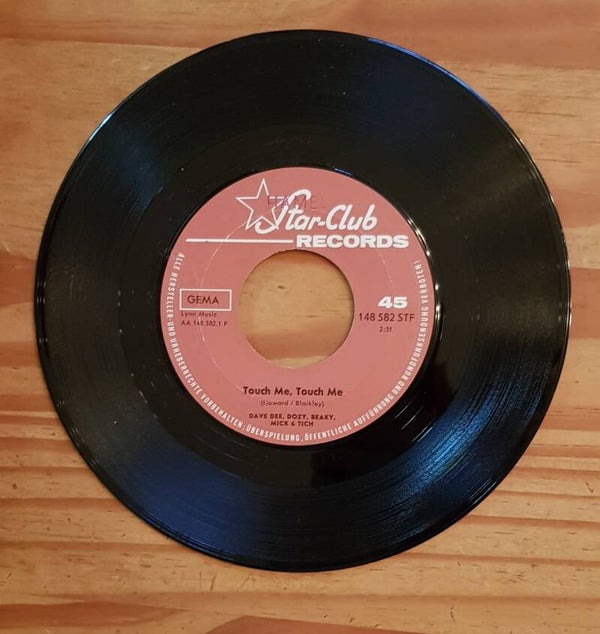 HAMEL
Star-Club
RECORDS
GEMA
Lynn Music
AA 148 582.1 F
45
148 582 STF
2:31
Touch Me, Touch Me
(Howard / Blaikley)
DAVE DEE, DOZY, BEAKY,
MICK & TICH
ALLE HERSTELLER- UND URHEBERRECHTE VORBEHALTEN. ÜBERSPIELUNG, ÖFFENTLICHE AUFFÜHRUNG UND RUNDFUNKSENDUNG VERBOTEN!